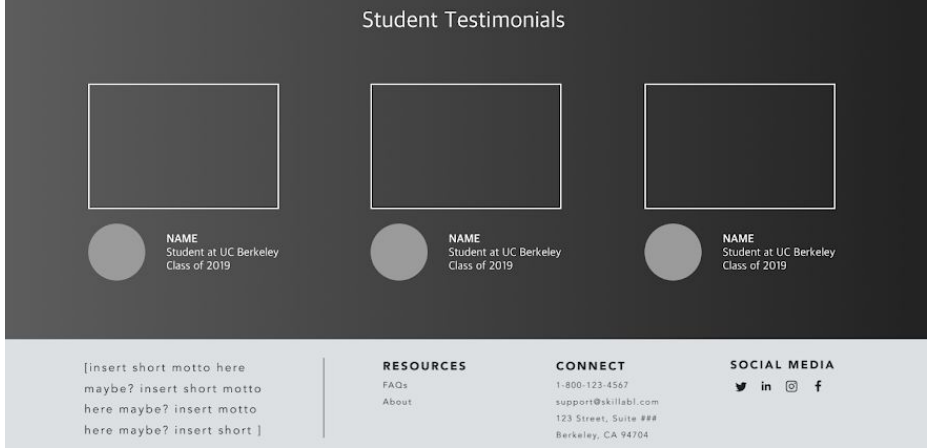 Student Testimonials
NAME
Student at UC Berkeley
Class of 2019
NAME
Student at UC Berkeley
Class of 2019
NAME
Student at UC Berkeley
Class of 2019
[insert short motto here
maybe? insert short motto
here maybe? insert motto
here maybe? insert short ]
RESOURCES
FAQs
About
CONNECT
1-800-123-4567
support@skillabl.com
123 Street, Suite ###
Berkeley, CA 94704
SOCIAL MEDIA